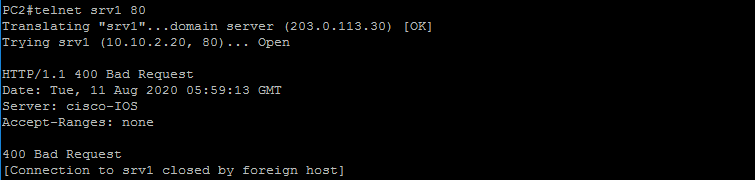 PC2#telnet srv1 80
Translating "srv1"...domain server (203.0.113.30) [OK]
Trying srv1 (10.10.2.20, 80)... Open
HTTP/1.1 400 Bad Request
Date: Tue, 11 Aug 2020 05:59:13 GMT
Server: cisco-IOS
Accept-Ranges: none
400 Bad Request
[Connection to srv1 closed by foreign host]